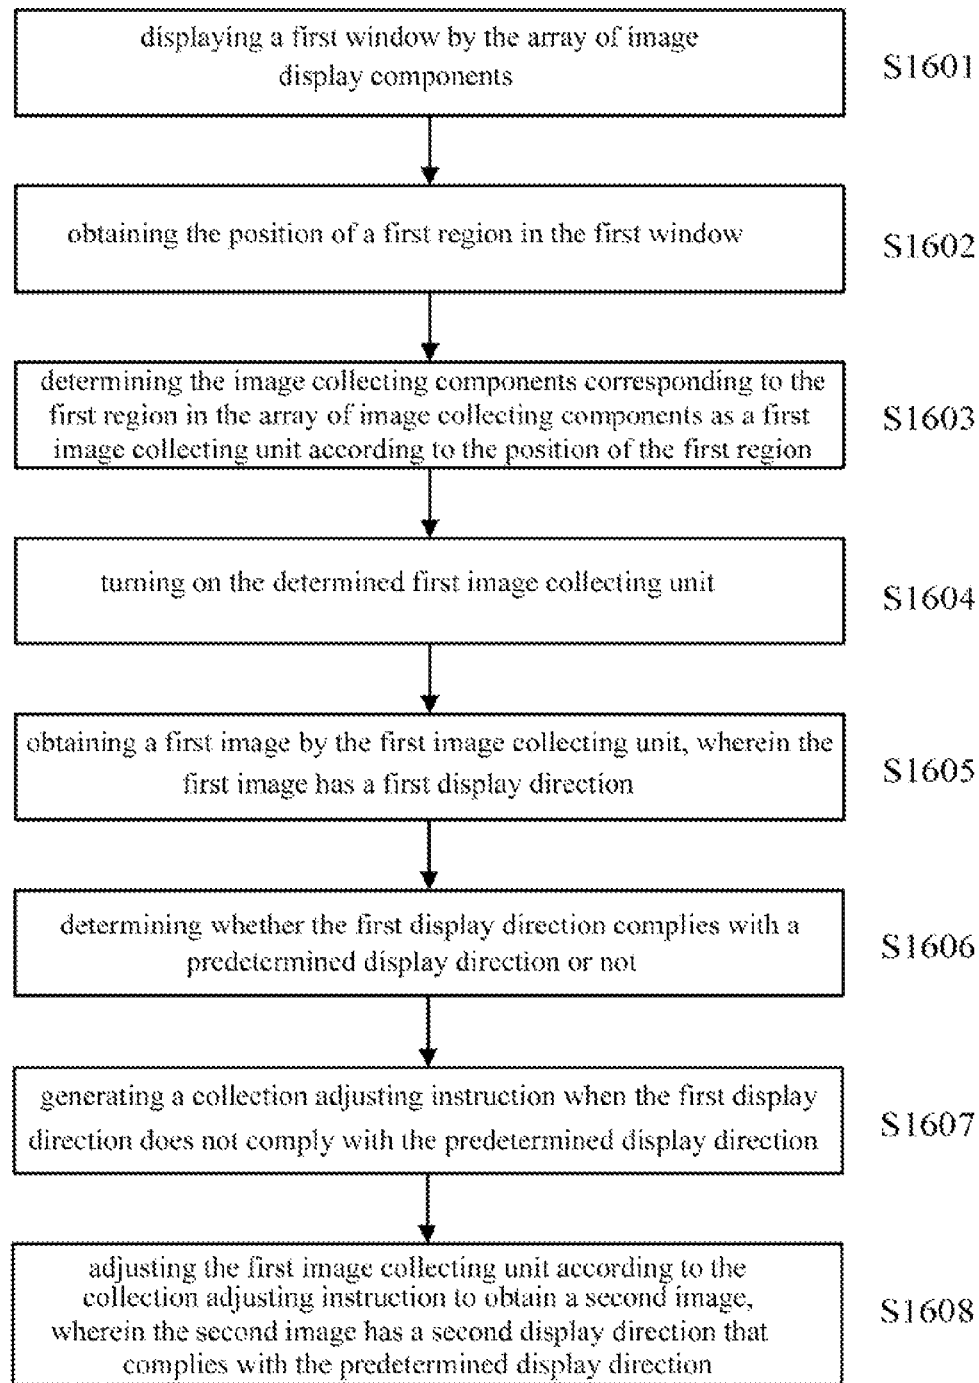 displaying a first window by the array of image
display components
S1601
obtaining the position of a first region in the first window
S1602
determining the image collecting components corresponding to the
first region in the array of image collecting components as a first
image collecting unit according to the position of the first region
S1603
turning on the determined first image collecting unit
S1604
obtaining a first image by the first image collecting unit, wherein the
first image has a first display direction
S1605
determining whether the first display direction complies with a
predetermined display direction or not
S1606
generating a collection adjusting instruction when the first display
direction does not comply with the predetermined display direction
S1607
adjusting the first image collecting unit according to the
collection adjusting instruction to obtain a second image,
wherein the second image has a second display direction that
complies with the predetermined display direction
S1608